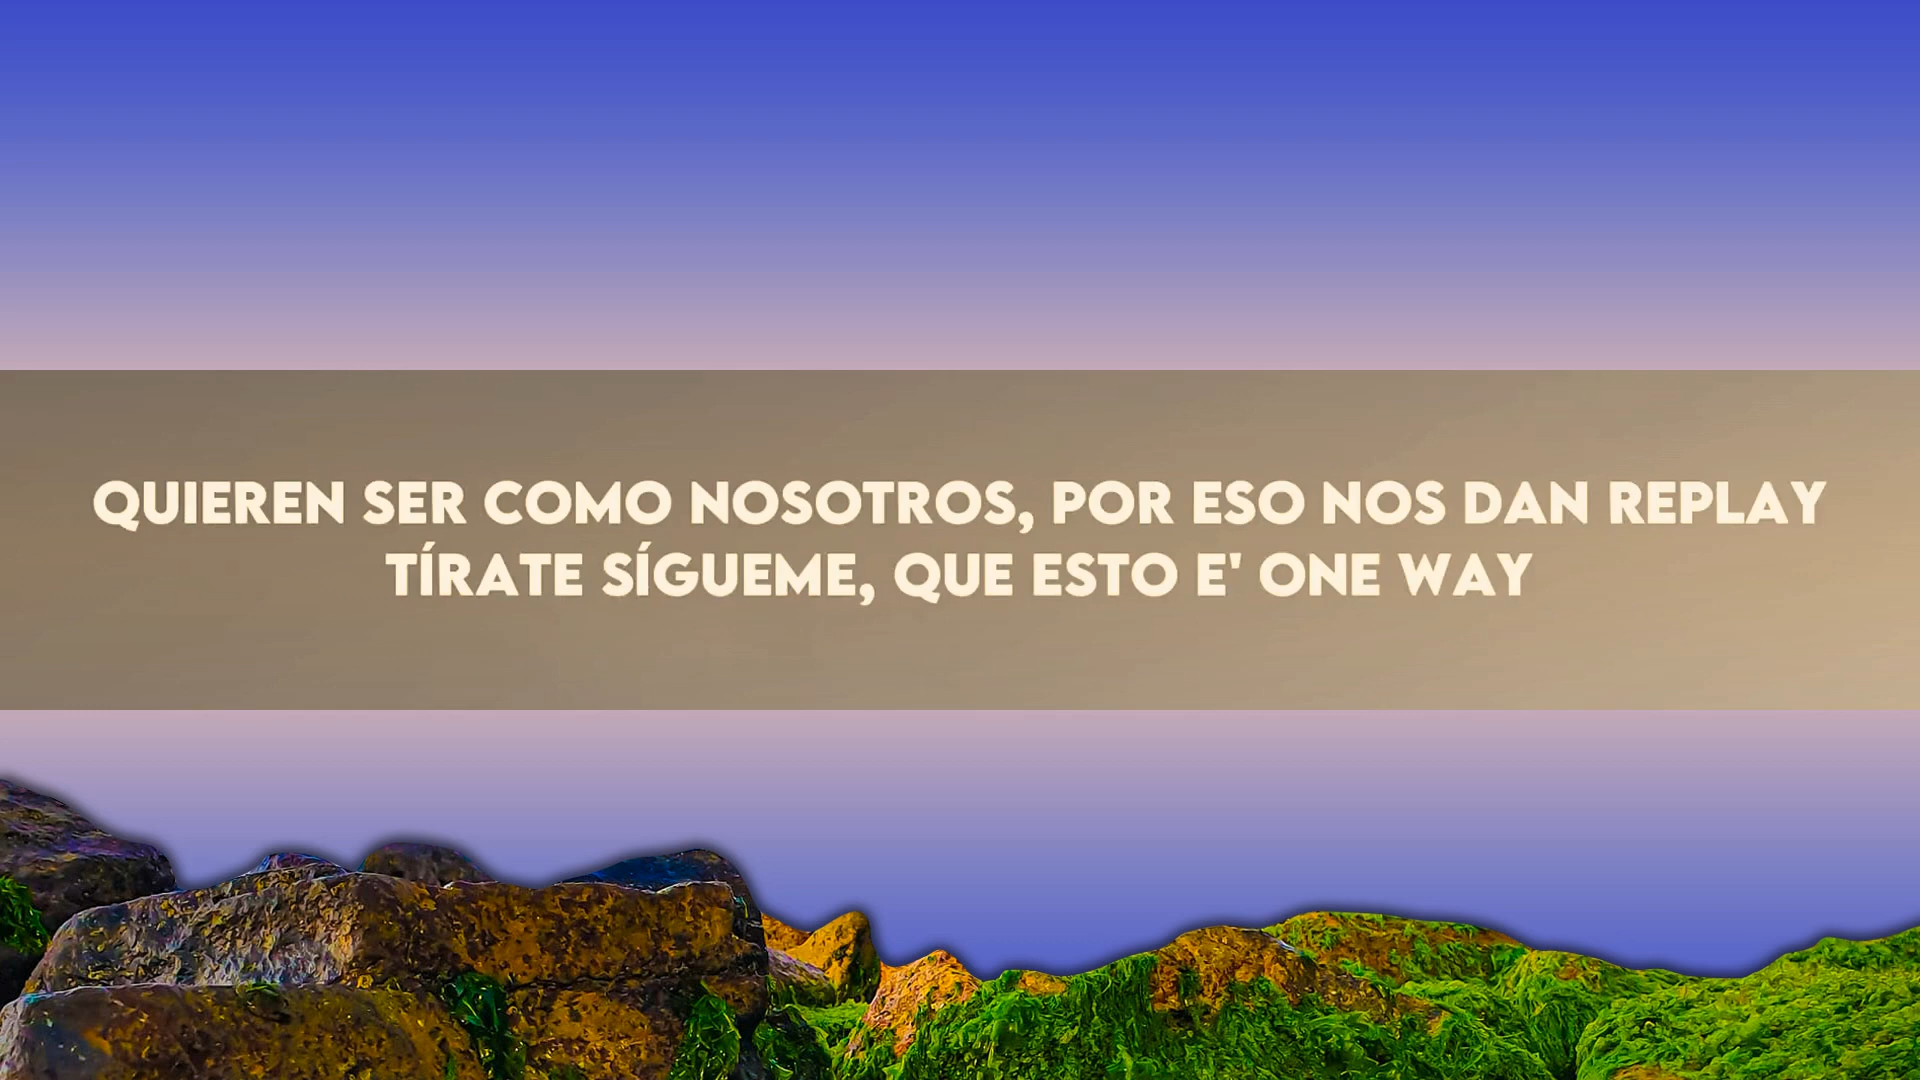 QUIEREN SER COMO NOSOTROS, POR ESO NOS DAN REPLAY
TÍRATE SÍGUEME, QUE ESTO E' ONE WAY